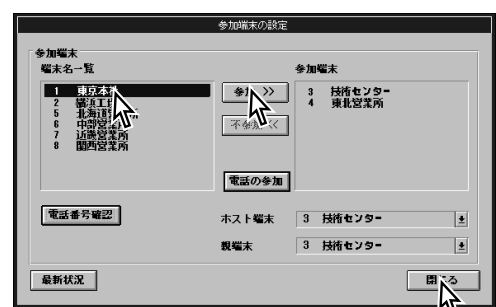 参加端末の設定
参加端末
端末名一覧
参加端末
1 東京本社
2 横浜工場
5 北海道営業所
6 中部営業所
7 近畿営業所
8 関西営業所
参加 >>
不参加 <<
電話の参加
3 技術センター
4 東北営業所
電話番号確認
ホスト端末 3 技術センター
親端末 3 技術センター
最新状況
閉じる